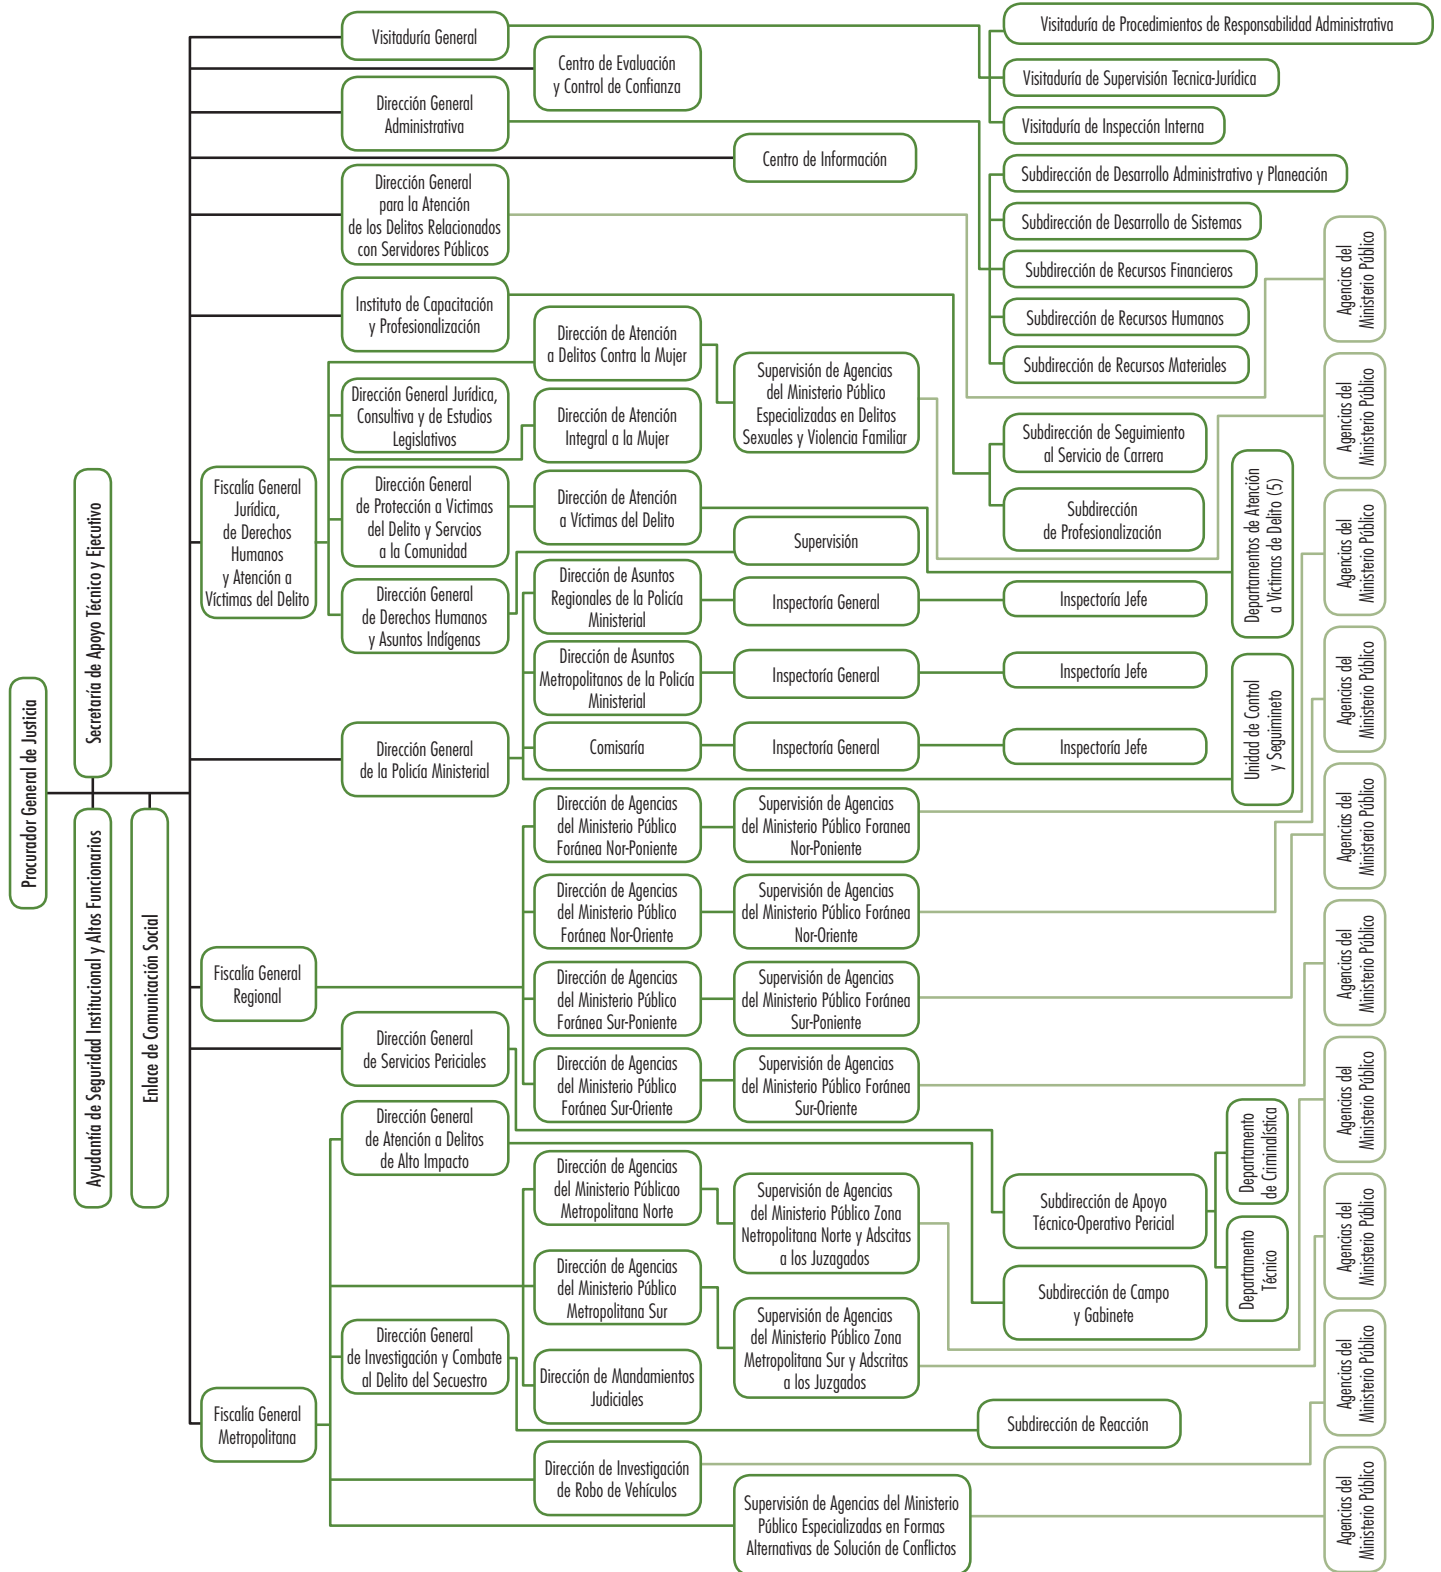 Procurador General de Justicia
Secretaría de Apoyo Técnico y Ejecutivo
Ayudantía de Seguridad Institucional y Altos Funcionarios
Enlace de Comunicación Social
Visitaduría General
Visitaduría de Procedimientos de Responsabilidad Administrativa
Visitaduría de Supervisión Tecnica-Jurídica
Visitaduría de Inspección Interna
Centro de Evaluación
y Control de Confianza
Dirección General
Administrativa
Centro de Información
Subdirección de Desarrollo Administrativo y Planeación
Subdirección de Desarrollo de Sistemas
Subdirección de Recursos Financieros
Subdirección de Recursos Humanos
Subdirección de Recursos Materiales
Dirección General
para la Atención
de los Delitos Relacionados
con Servidores Públicos
Agencias del
Ministerio Público
Instituto de Capacitación
y Profesionalización
Subdirección de Seguimiento
al Servicio de Carrera
Subdirección
de Profesionalización
Fiscalía General
Jurídica,
de Derechos
Humanos
y Atención a
Víctimas del Delito
Dirección de Atención
a Delitos Contra la Mujer
Supervisión de Agencias
del Ministerio Público
Especializadas en Delitos
Sexuales y Violencia Familiar
Agencias del
Ministerio Público
Dirección General Jurídica,
Consultiva y de Estudios
Legislativos
Dirección de Atención
Integral a la Mujer
Dirección General
de Protección a Victimas
del Delito y Servcios
a la Comunidad
Dirección de Atención
a Víctimas del Delito
Departamentos de Atención
a Victimas de Delito (5)
Dirección General
de Derechos Humanos
y Asuntos Indígenas
Supervisión
Dirección General
de la Policía Ministerial
Dirección de Asuntos
Regionales de la Policía
Ministerial
Inspectoría General
Inspectoría Jefe
Dirección de Asuntos
Metropolitanos de la Policía
Ministerial
Inspectoría General
Inspectoría Jefe
Comisaría
Inspectoría General
Inspectoría Jefe
Unidad de Control
y Seguimineto
Fiscalía General
Regional
Dirección de Agencias
del Ministerio Público
Foránea Nor-Poniente
Supervisión de Agencias
del Ministerio Público Foranea
Nor-Poniente
Agencias del
Ministerio Público
Dirección de Agencias
del Ministerio Público
Foránea Nor-Oriente
Supervisión de Agencias
del Ministerio Público Foránea
Nor-Oriente
Agencias del
Ministerio Público
Dirección de Agencias
del Ministerio Público
Foránea Sur-Poniente
Supervisión de Agencias
del Ministerio Público Foránea
Sur-Poniente
Agencias del
Ministerio Público
Dirección de Agencias
del Ministerio Público
Foránea Sur-Oriente
Supervisión de Agencias
del Ministerio Público Foránea
Sur-Oriente
Agencias del
Ministerio Público
Dirección General
de Servicios Periciales
Subdirección de Apoyo
Técnico-Operativo Pericial
Departamento
de Criminalística
Departamento
Técnico
Fiscalía General
Metropolitana
Dirección General
de Atención a Delitos
de Alto Impacto
Subdirección de Campo
y Gabinete
Dirección de Agencias
del Ministerio Públicao
Metropolitana Norte
Supervisión de Agencias
del Ministerio Público Zona
Netropolitana Norte y Adscitas
a los Juzagados
Agencias del
Ministerio Público
Dirección de Agencias
del Ministerio Público
Metropolitana Sur
Supervisión de Agencias
del Ministerio Público Zona
Metropolitana Sur y Adscritas
a los Juzgados
Agencias del
Ministerio Público
Dirección General
de Investigación y Combate
al Delito del Secuestro
Dirección de Mandamientos
Judiciales
Subdirección de Reacción
Dirección de Investigación
de Robo de Vehículos
Agencias del
Ministerio Público
Supervisión de Agencias del Ministerio
Público Especializadas en Formas
Alternativas de Solución de Conflictos
Agencias del
Ministerio Público